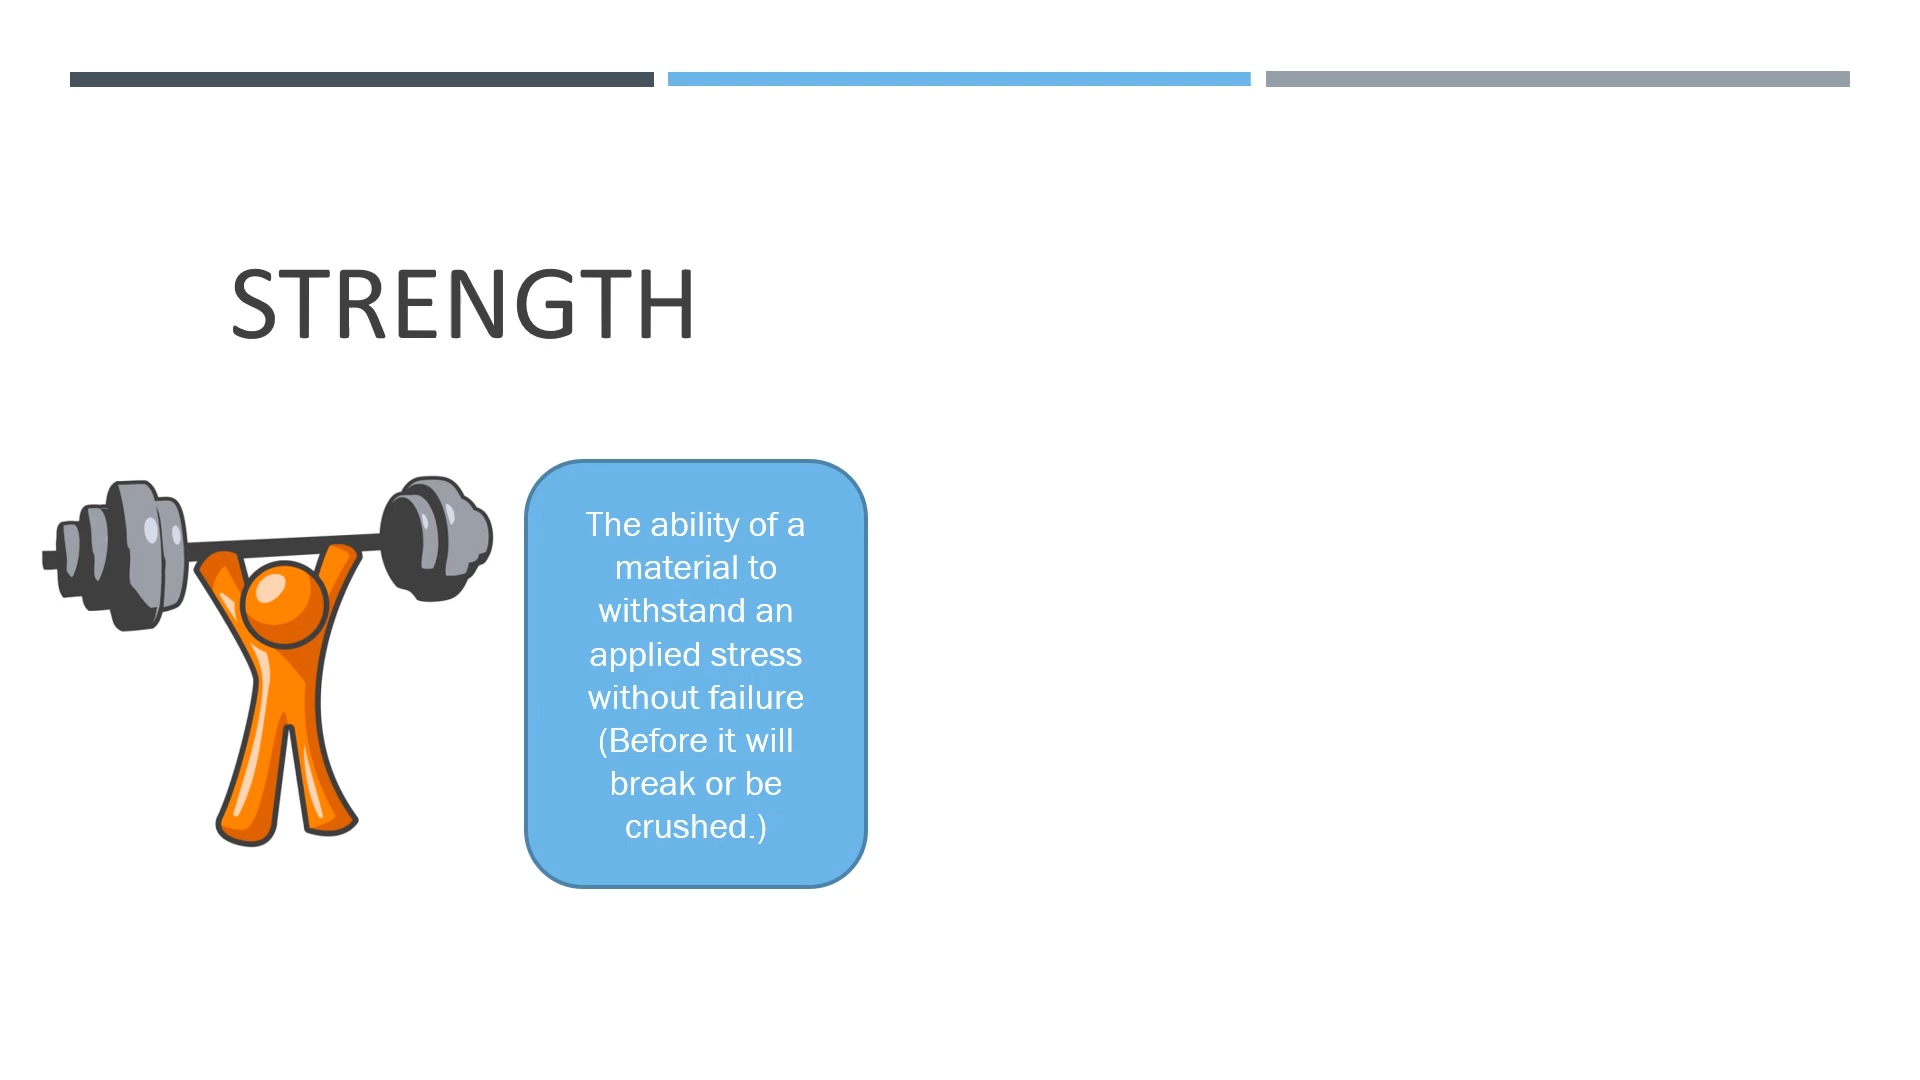 STRENGTH
The ability of a
material to
withstand an
applied stress
without failure
(Before it will
break or be
crushed.)